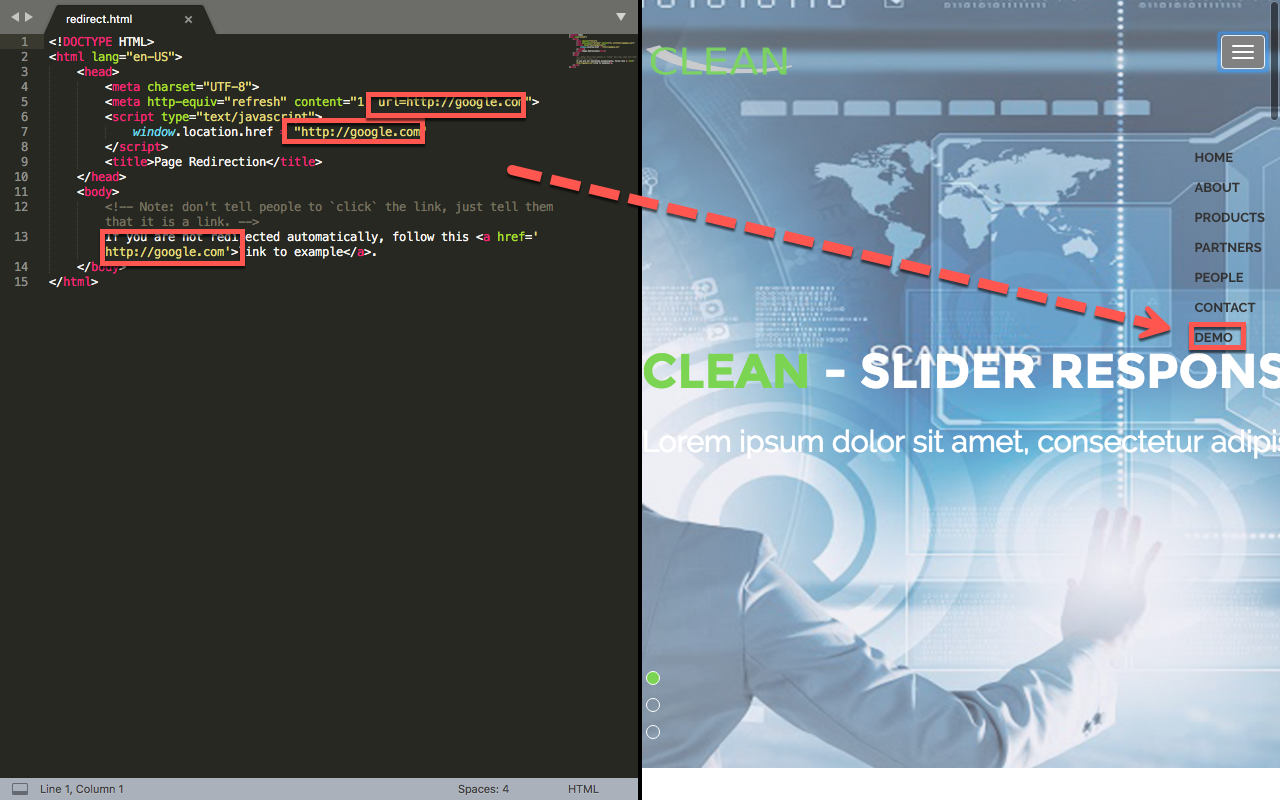 redirect.html
1 <!DOCTYPE HTML>
2 <html lang="en-US">
3 <head>
4 <meta charset="UTF-8">
5 <meta http-equiv="refresh" content="1 url=http://google.com">
6 <script type="text/javascript">
7 window.location.href "http://google.com"
8 </script>
9 <title>Page Redirection</title>
10 </head>
11 <body>
12 <!-- Note: don't tell people to `click` the link, just tell them
that it is a link. -->
13 If you are not redirected automatically, follow this <a href='
http://google.com'>link to example</a>.
14 </body>
15 </html>
Line 1, Column 1
Spaces: 4
HTML
CLEAN
HOME
ABOUT
PRODUCTS
PARTNERS
PEOPLE
CONTACT
DEMO
SCANNING
CLEAN - SLIDER RESPONS
Lorem ipsum dolor sit amet, consectetur adipis